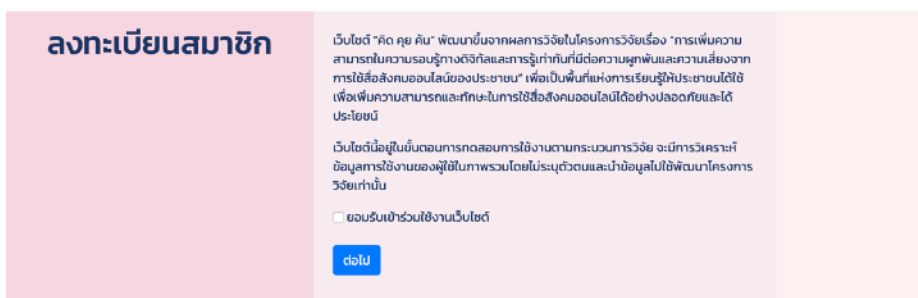 ลงทะเบียนสมาชิก
เว็บไซต์ "คิด คุย ค้น" พัฒนาขึ้นจากผลการวิจัยในโครงการวิจัยเรื่อง "การเพิ่มความ
สามารถในความรอบรู้ทางดิจิทัลและการรู้เท่าทันที่มีต่อความผูกพันและความเสี่ยงจาก
การใช้สื่อสังคมออนไลน์ของประชาชน" เพื่อเป็นพื้นที่แห่งการเรียนรู้ให้ประชาชนได้ใช้
เพื่อเพิ่มความสามารถและทักษะในการใช้สื่อสังคมออนไลน์ได้อย่างปลอดภัยและได้
ประโยชน์
เว็บไซต์นี้อยู่ในขั้นตอนการทดสอบการใช้งานตามกระบวนการวิจัย จะมีการวิเคราะห์
ข้อมูลการใช้งานของผู้ใช้ในภาพรวมโดยไม่ระบุตัวตนและนำข้อมูลไปใช้พัฒนาโครงการ
วิจัยเท่านั้น
ยอมรับเข้าร่วมใช้งานเว็บไซต์
ต่อไป